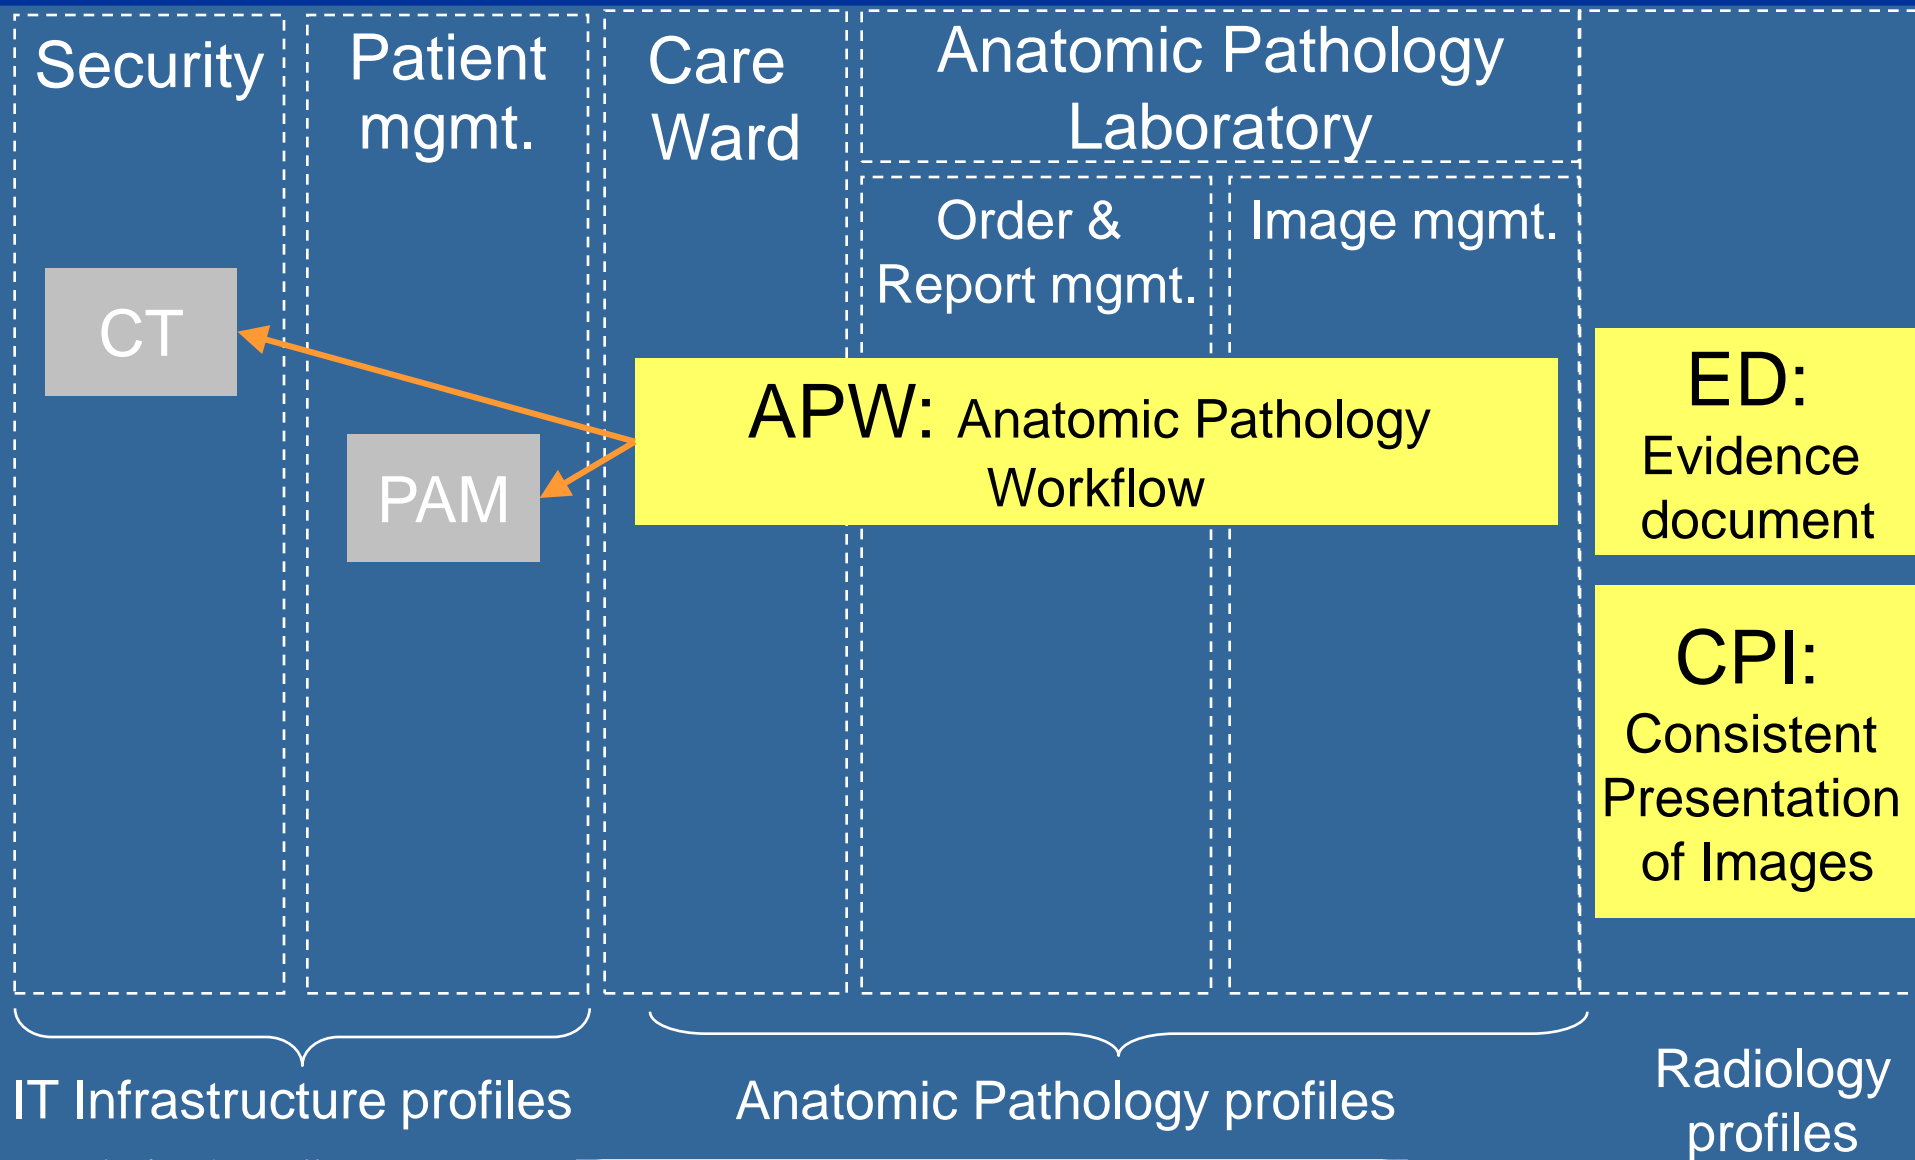 Security
Patient
mgmt.
Care
Ward
Anatomic Pathology
Laboratory
Order &
Report mgmt.
Image mgmt.
CT
PAM
APW: Anatomic Pathology
Workflow
ED:
Evidence
document
CPI:
Consistent
Presentation
of Images
IT Infrastructure profiles
Anatomic Pathology profiles
Radiology
profiles